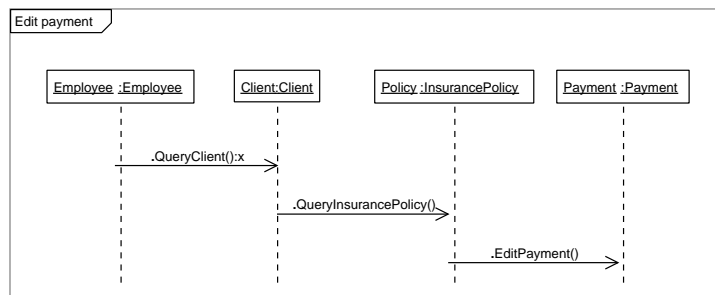 Edit payment
Employee :Employee
Client:Client
Policy :InsurancePolicy
Payment :Payment
.QueryClient():x
.QueryInsurancePolicy()
.EditPayment()